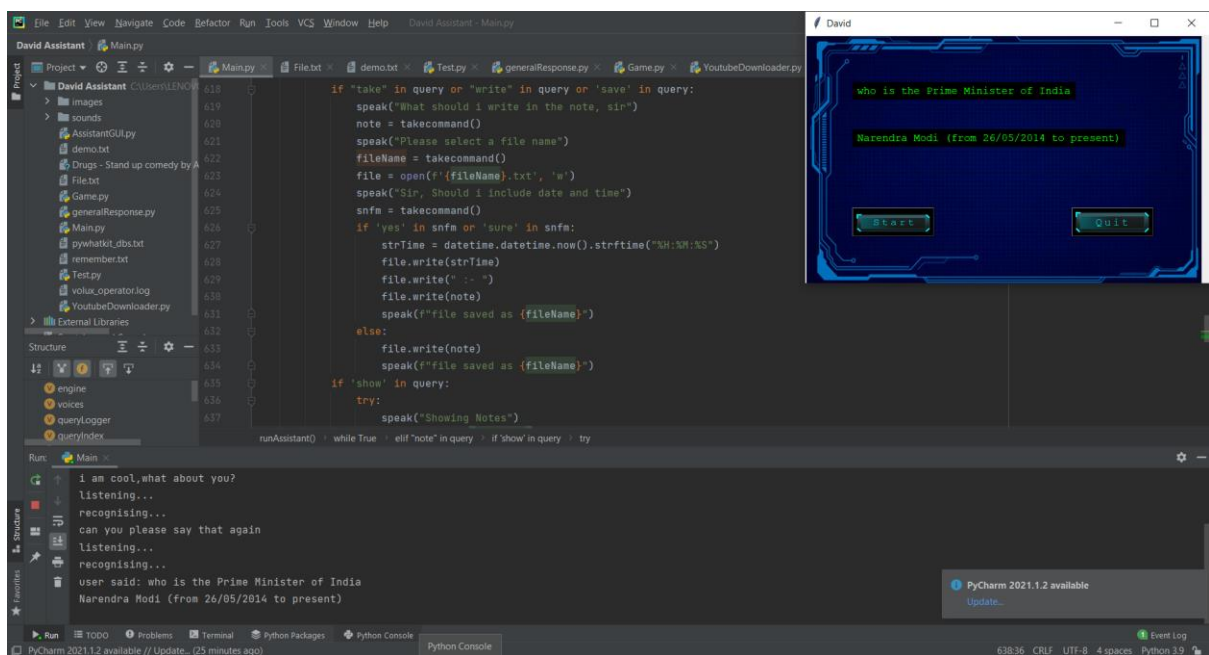 File Edit View Navigate Code Refactor Run Tools VCS Window Help David Assistant - Main.py
David Assistant Main.py
Project
Main.py File.txt demo.txt Test.py generalResponse.py Game.py YoutubeDownloader.py
David Assistant C:\Users\LENOV
images
sounds
AssistantGUI.py
demo.txt
Drugs - Stand up comedy by A
File.txt
Game.py
generalResponse.py
Main.py
pywhatkit_dbs.txt
remember.txt
Test.py
volux_operator.log
YoutubeDownloader.py
External Libraries
618 if "take" in query or "write" in query or 'save' in query:
619 speak("What should i write in the note, sir")
620 note = takecommand()
621 speak("Please select a file name")
622 fileName = takecommand()
623 file = open(f'{fileName}.txt', 'w')
624 speak("Sir, Should i include date and time")
625 snfm = takecommand()
626 if 'yes' in snfm or 'sure' in snfm:
627 strTime = datetime.datetime.now().strftime("%H:%M:%S")
628 file.write(strTime)
629 file.write(" :- ")
630 file.write(note)
631 speak(f"file saved as {fileName}")
632 else:
633 file.write(note)
634 speak(f"file saved as {fileName}")
635 if 'show' in query:
636 try:
637 speak("Showing Notes")
runAssistant() › while True › elif "note" in query › if 'show' in query › try
Structure
engine
voices
queryLogger
queryIndex
David
who is the Prime Minister of India
Narendra Modi (from 26/05/2014 to present)
Start
Quit
Run: Main
i am cool,what about you?
listening...
recognising...
can you please say that again
listening...
recognising...
user said: who is the Prime Minister of India
Narendra Modi (from 26/05/2014 to present)
PyCharm 2021.1.2 available
Update...
Project
Structure
Favorites
Run TODO Problems Terminal Python Packages Python Console
1 Event Log
Python Console
PyCharm 2021.1.2 available // Update... (25 minutes ago)
638:36 CRLF UTF-8 4 spaces Python 3.9